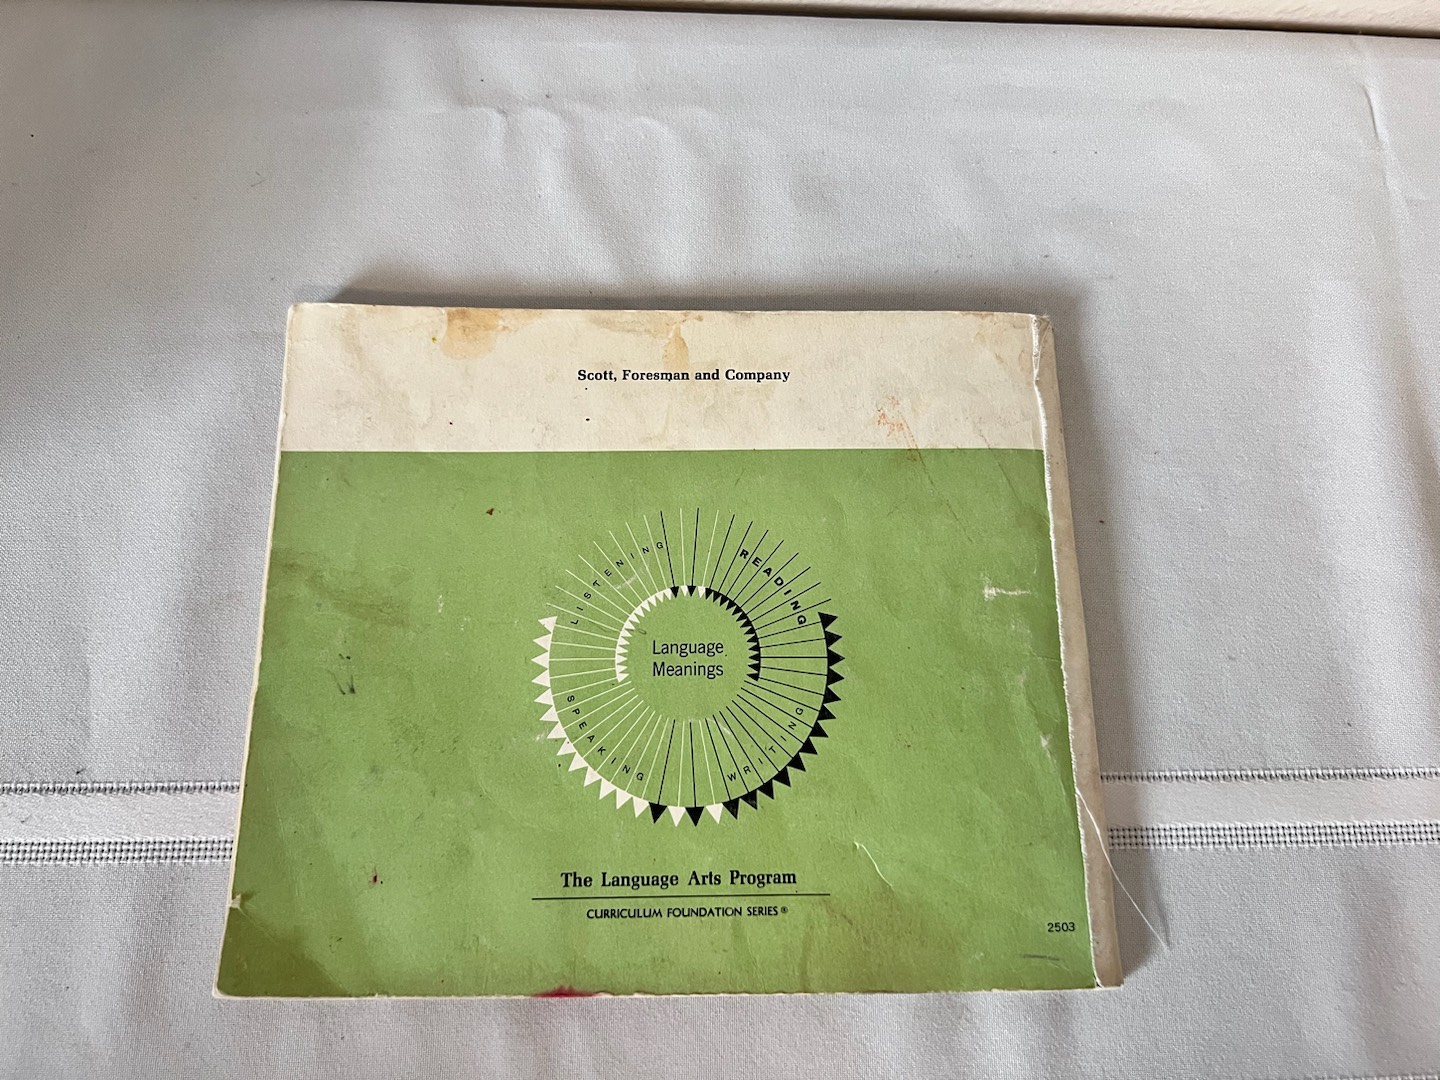 Scott, Foresman and Company
LISTENING
READING
Language
Meanings
SPEAKING
WRITING
The Language Arts Program
CURRICULUM FOUNDATION SERIES®
2503